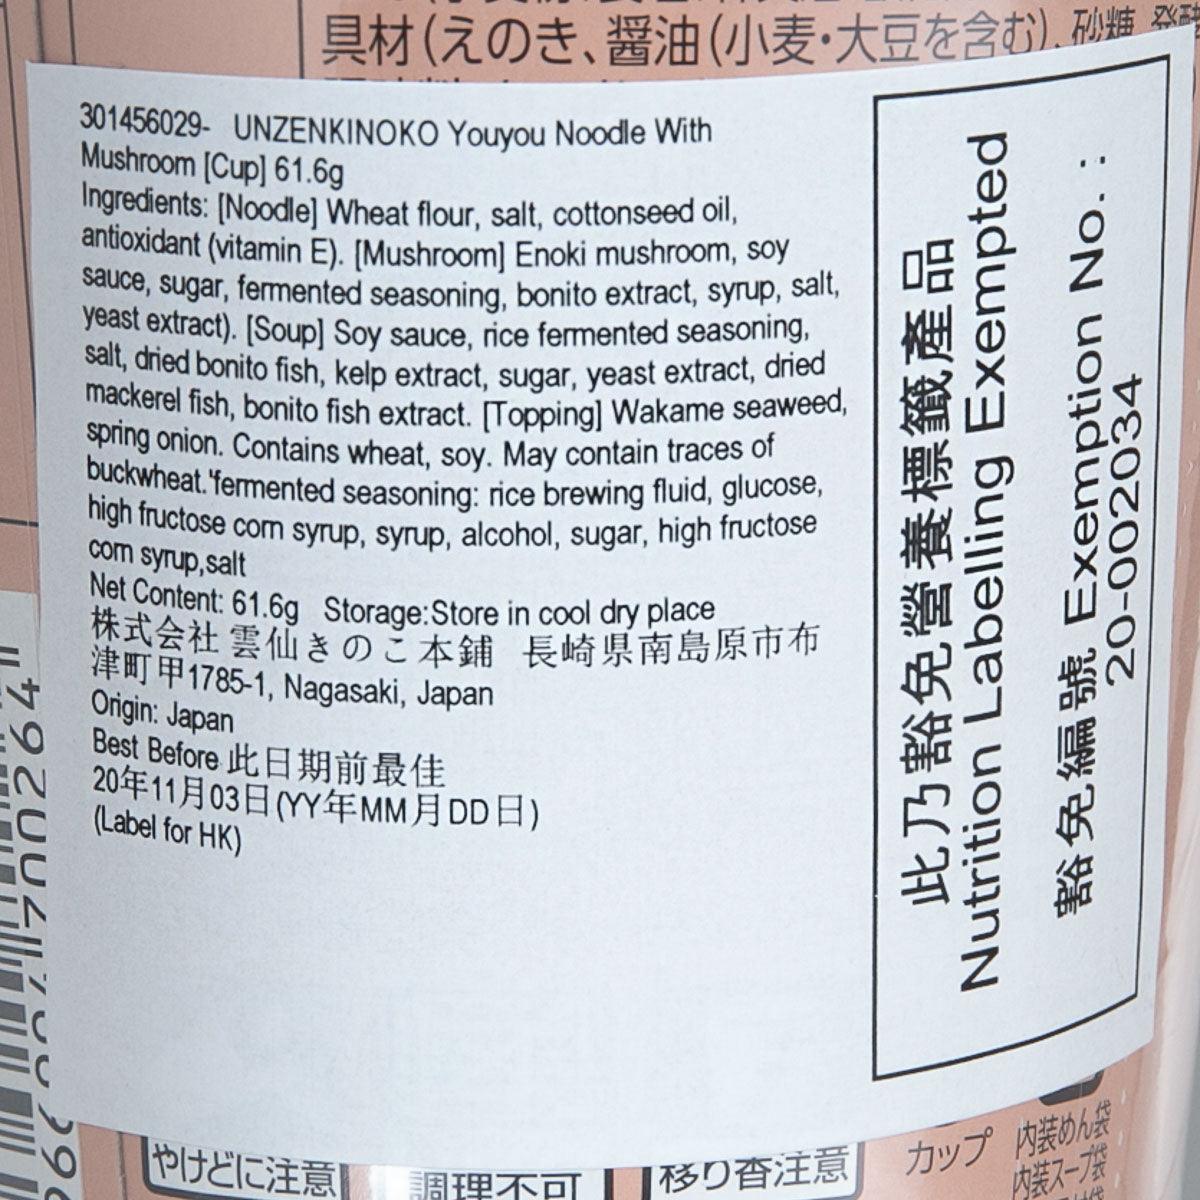 具材(えのき、醤油(小麦・大豆を含む)、砂糖、
301456029- UNZENKINOKO Youyou Noodle With
Mushroom [Cup] 61.6g
Ingredients: [Noodle] Wheat flour, salt, cottonseed oil,
antioxidant (vitamin E). [Mushroom] Enoki mushroom, soy
sauce, sugar, fermented seasoning, bonito extract, syrup, salt,
yeast extract). [Soup] Soy sauce, rice fermented seasoning,
salt, dried bonito fish, kelp extract, sugar, yeast extract, dried
mackerel fish, bonito fish extract. [Topping] Wakame seaweed,
spring onion. Contains wheat, soy. May contain traces of
buckwheat.'fermented seasoning: rice brewing fluid, glucose,
high fructose corn syrup, syrup, alcohol, sugar, high fructose
corn syrup,salt
Net Content: 61.6g Storage:Store in cool dry place
株式会社 雲仙きのこ本舗 長崎県南島原市布
津町甲1785-1, Nagasaki, Japan
Origin: Japan
Best Before 此日期前最佳
20年11月03日(YY年MM月DD日)
(Label for HK)
此乃豁免營養標籤產品
Nutrition Labelling Exempted
豁免編號 Exemption No. :
20-002034
やけどに注意
調理不可
移り香注意
カップ
内装めん袋
内装スープ袋